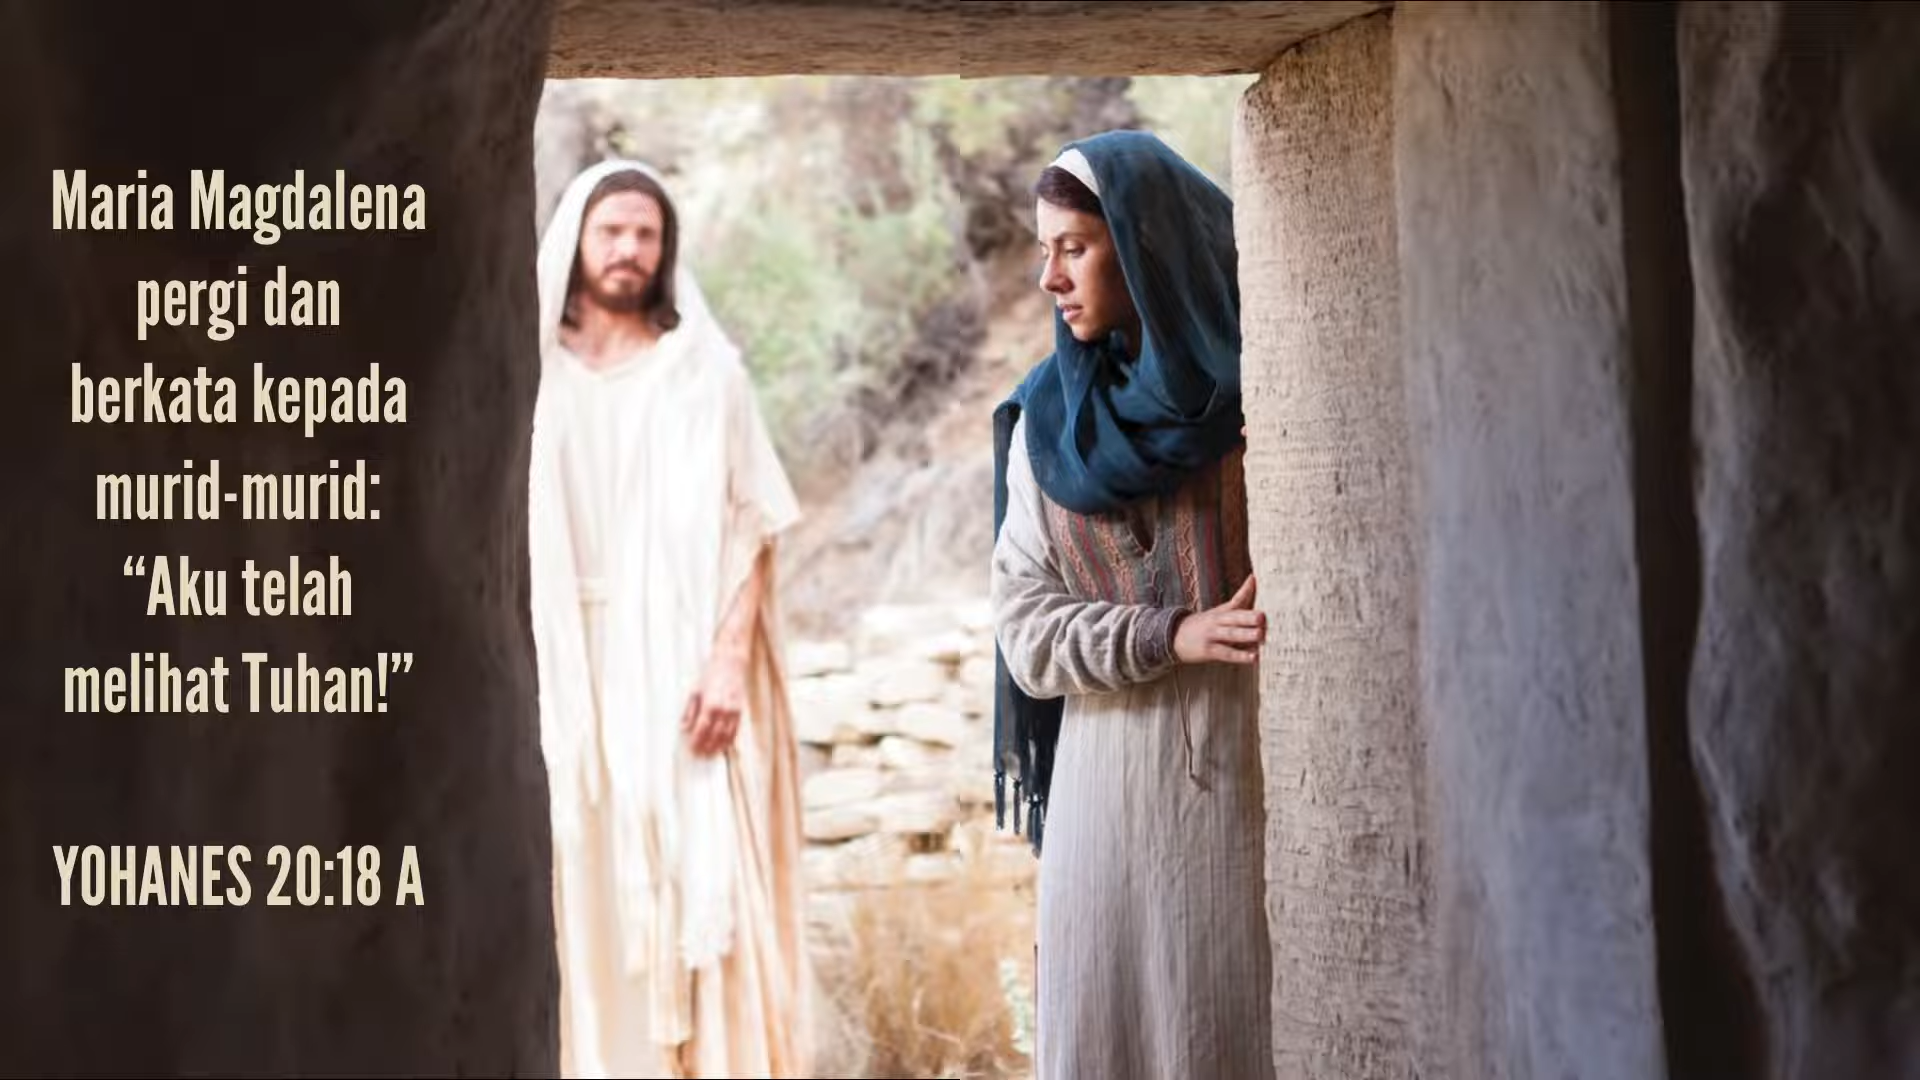 Maria Magdalena
pergi dan
berkata kepada
murid-murid:
“Aku telah
melihat Tuhan!”
YOHANES 20:18 A